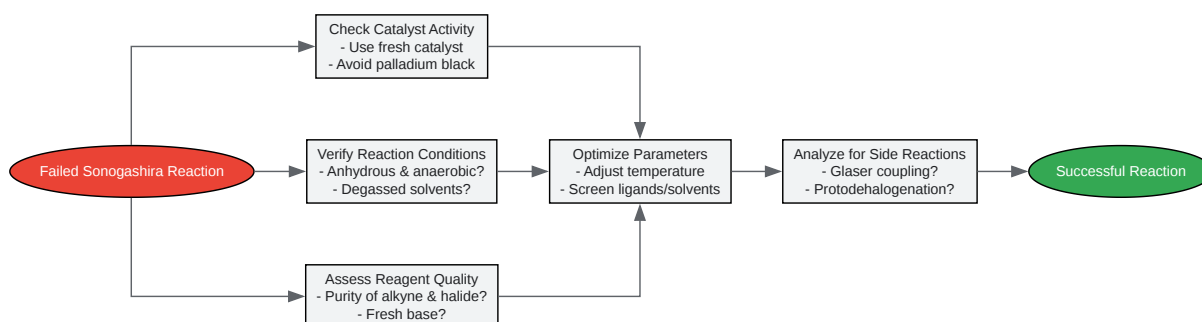 Failed Sonogashira Reaction
Check Catalyst Activity
- Use fresh catalyst
- Avoid palladium black
Verify Reaction Conditions
- Anhydrous & anaerobic?
- Degassed solvents?
Assess Reagent Quality
- Purity of alkyne & halide?
- Fresh base?
Optimize Parameters
- Adjust temperature
- Screen ligands/solvents
Analyze for Side Reactions
- Glaser coupling?
- Protodehalogenation?
Successful Reaction